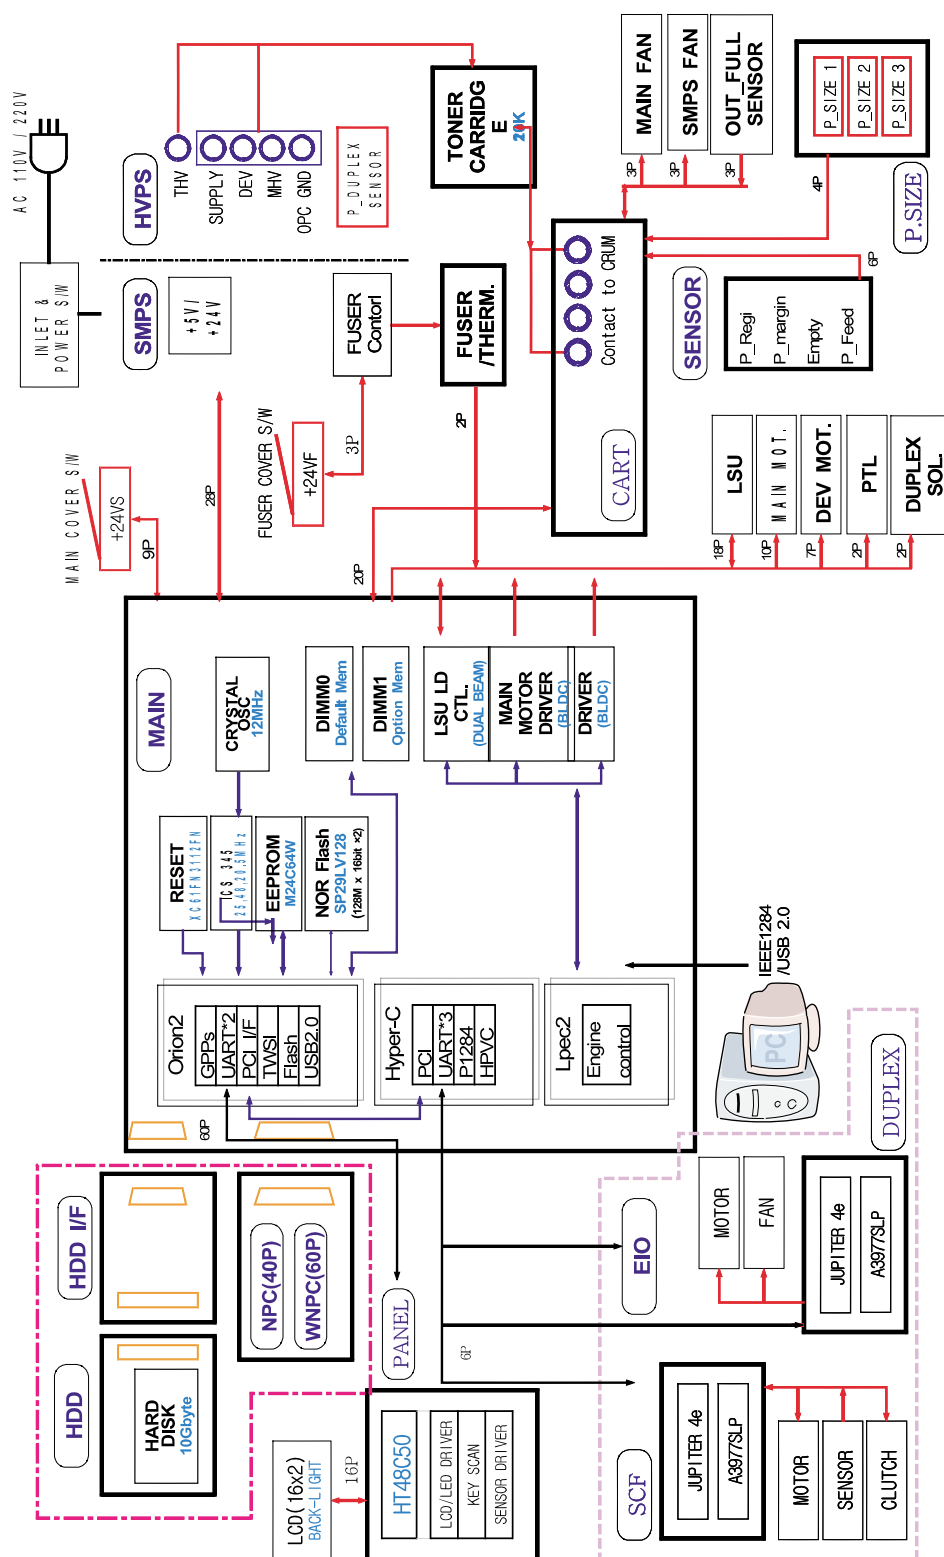 AC 110V / 220V
INLET &
POWER S/W
HVPS
THV
SUPPLY
DEV
MHV
OPC GND
P_DUPLEX
SENSOR
SMPS
+5V/
+24V
TONER
CARRIDG
E
20K
MAIN FAN
SMPS FAN
OUT_FULL
SENSOR
3P
3P
3P
P_SIZE 1
P_SIZE 2
P_SIZE 3
P.SIZE
4P
FUSER
Contorl
FUSER
/THERM.
Contact to CRUM
CART
SENSOR
P_Regi
P_margin
Empty
P_Feed
6P
MAIN COVER S/W
+24VS
9P
28P
FUSER COVER S/W
+24VF
3P
2P
20P
LSU
MAIN MOT.
DEV MOT.
PTL
DUPLEX
SOL.
18P
10P
7P
2P
2P
MAIN
CRYSTAL
OSC
12MHz
DIMM0
Default Mem
DIMM1
Option Mem
LSU LD
CTL.
(DUAL BEAM)
MAIN
MOTOR
DRIVER
(BLDC)
DRIVER
(BLDC)
RESET
XC61FN3112FN
ICS 345
25,48,20.5MHz
EEPROM
M24C64W
NOR Flash
SP29LV128
(128M x 16bit ×2)
Orion2
GPPs
UART*2
PCI I/F
TWSI
Flash
USB2.0
Hyper-C
PCI
UART*3
P1284
HPVC
Lpec2
Engine
control
IEEE1284
/USB 2.0
PC
60P
HDD I/F
HDD
HARD
DISK
10Gbyte
NPC(40P)
WNPC(60P)
PANEL
EIO
6P
LCD(16x2)
BACK-LIGHT
16P
HT48C50
LCD/LED DRIVER
KEY SCAN
SENSOR DRIVER
DUPLEX
MOTOR
FAN
JUPITER 4e
A3977SLP
SCF
JUPITER 4e
A3977SLP
MOTOR
SENSOR
CLUTCH